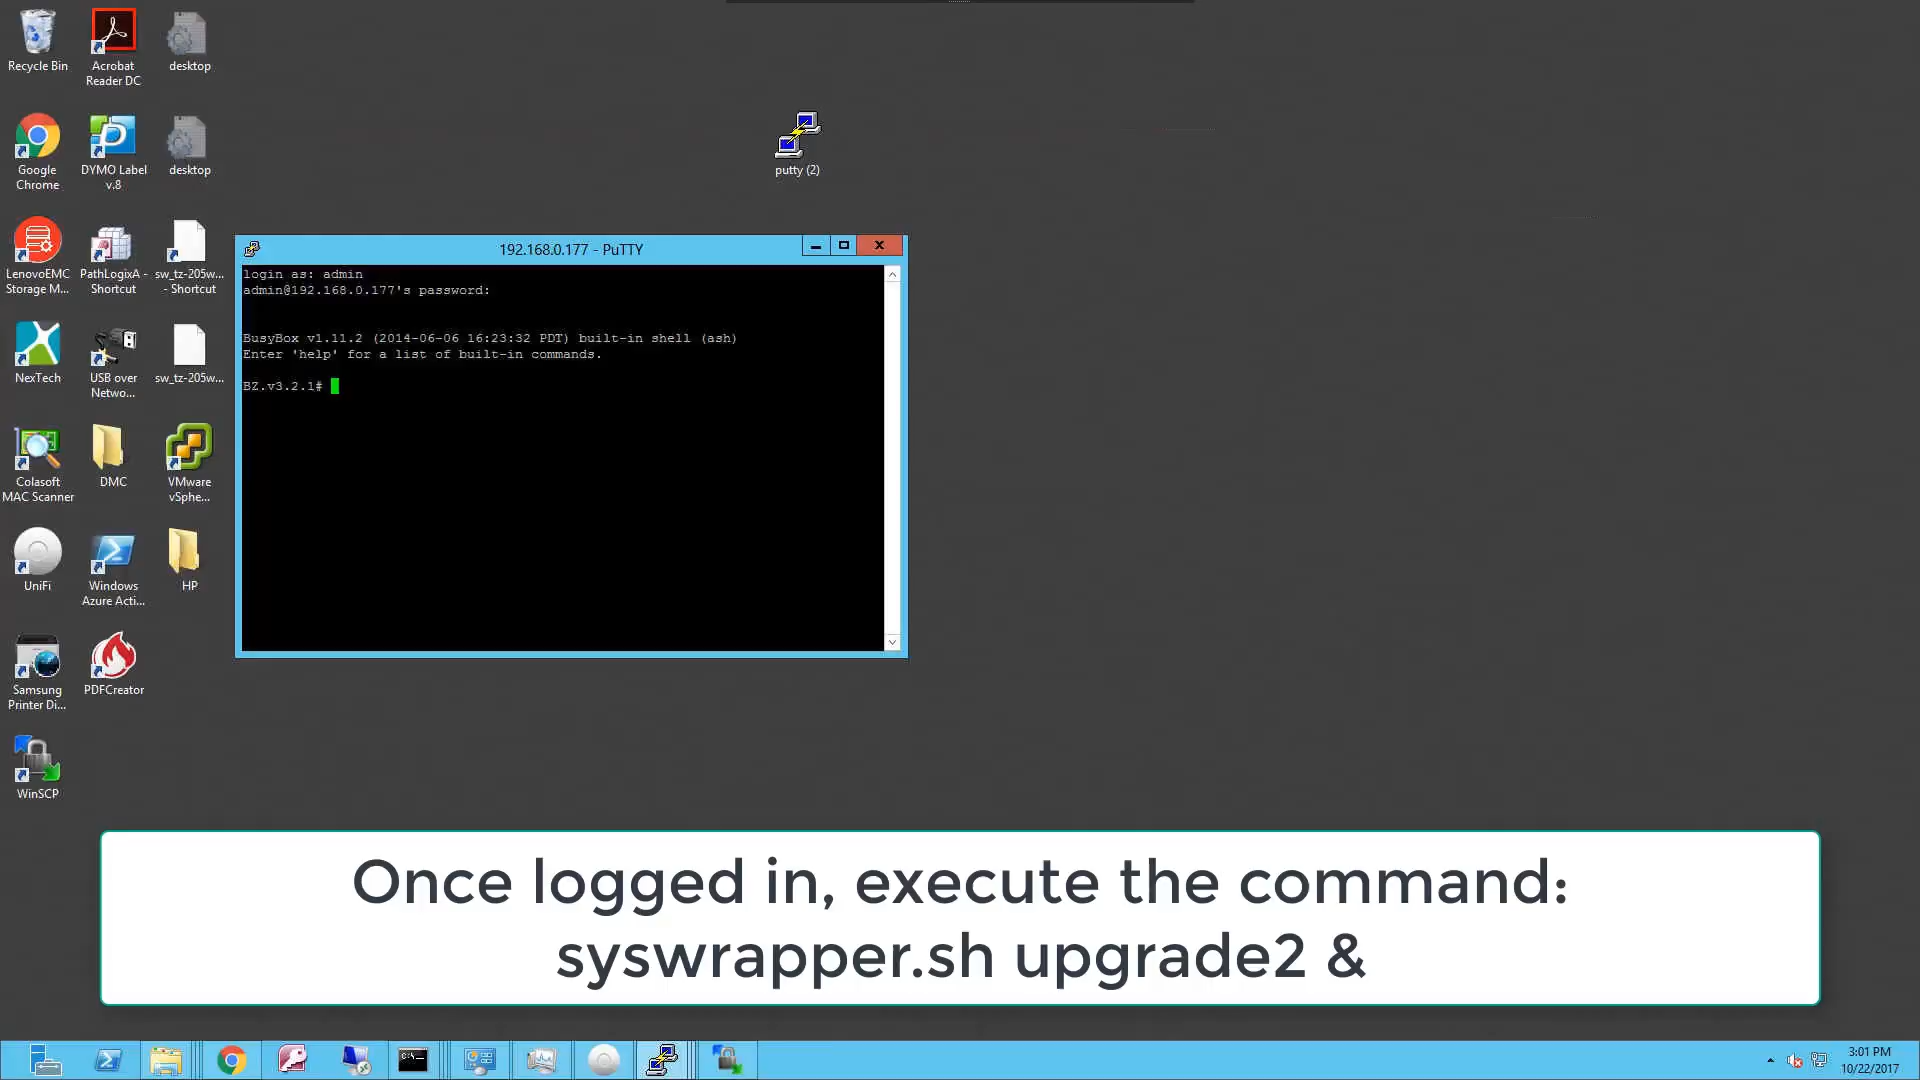 Recycle Bin
Acrobat
Reader DC
desktop
Google
Chrome
DYMO Label
v.8
desktop
putty (2)
LenovoEMC
Storage M...
PathLogixA -
Shortcut
sw_tz-205w...
- Shortcut
NexTech
USB over
Netwo...
sw_tz-205w...
Colasoft
MAC Scanner
DMC
VMware
vSphe...
UniFi
Windows
Azure Acti...
HP
Samsung
Printer Di...
PDFCreator
WinSCP
192.168.0.177 - PuTTY
login as: admin
admin@192.168.0.177's password:
BusyBox v1.11.2 (2014-06-06 16:23:32 PDT) built-in shell (ash)
Enter 'help' for a list of built-in commands.
BZ.v3.2.1#
Once logged in, execute the command:
syswrapper.sh upgrade2 &
3:01 PM
10/22/2017